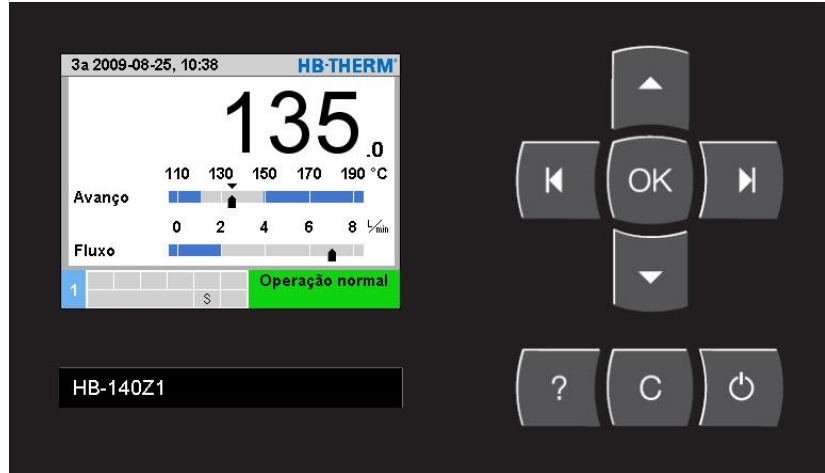 3a 2009-08-25, 10:38 HB-THERM®
135.0
110 130 150 170 190 °C
Avanço
0 2 4 6 8 L/min
Fluxo
1 S Operação normal
OK
HB-140Z1
? C